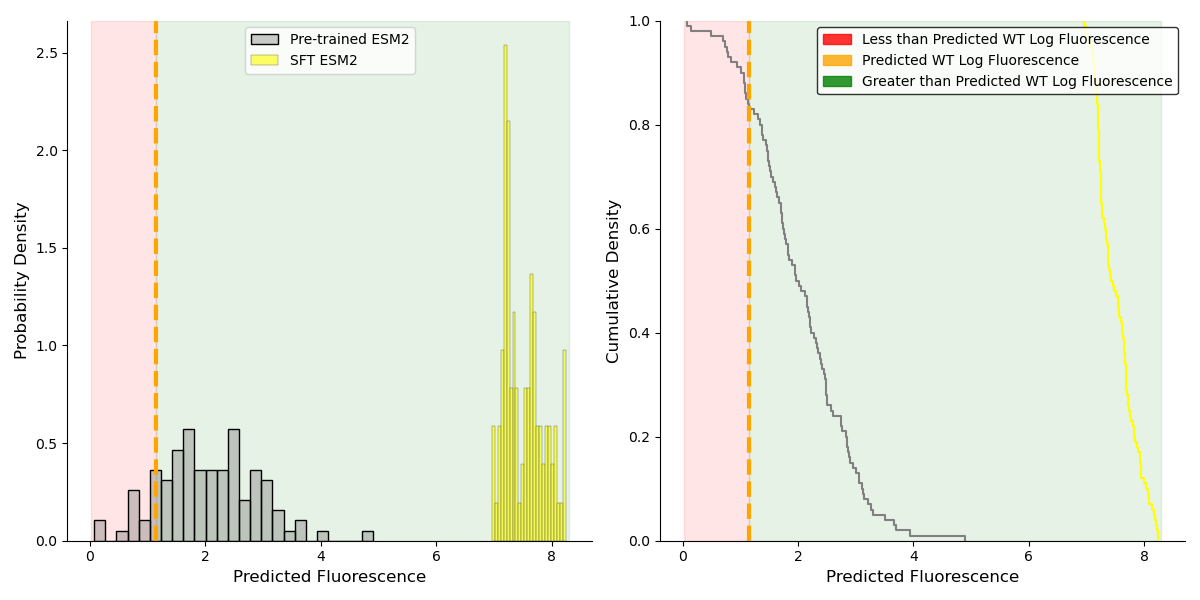 Pre-trained ESM2
SFT ESM2
Probability Density
2.5
2.0
1.5
1.0
0.5
0.0
0
2
4
6
8
Predicted Fluorescence
Less than Predicted WT Log Fluorescence
Predicted WT Log Fluorescence
Greater than Predicted WT Log Fluorescence
Cumulative Density
1.0
0.8
0.6
0.4
0.2
0.0
0
2
4
6
8
Predicted Fluorescence